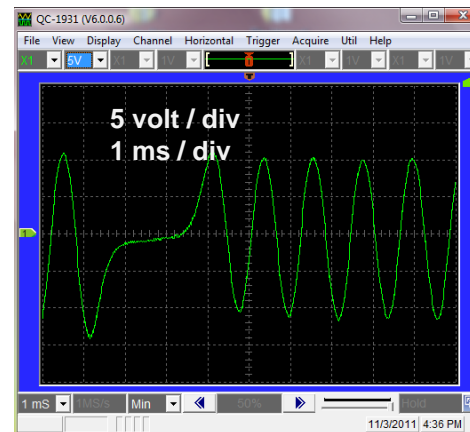 QC-1931 (V6.0.0.6)
File View Display Channel Horizontal Trigger Acquire Util Help
X1 5V X1 1V X1 1V X1 1V
5 volt / div
1 ms / div
1
1 mS 1MS/s Min 50% 1 Hold
11/3/2011 4:36 PM